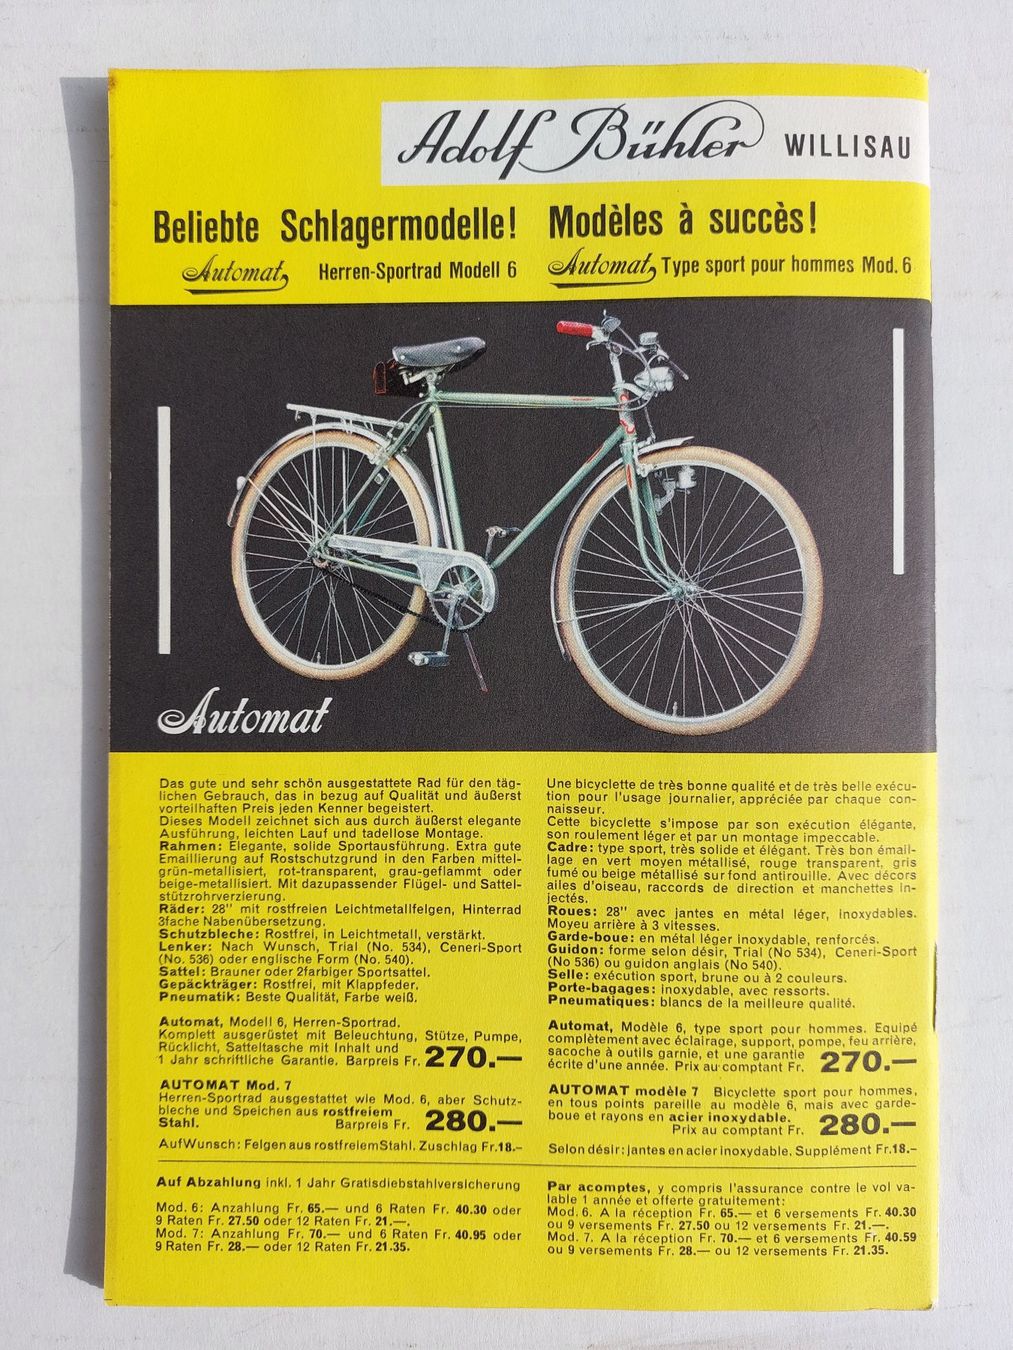 Adolf Bühler WILLISAU
Beliebte Schlagermodelle!
Automat Herren-Sportrad Modell 6
Modèles à succès!
Automat Type sport pour hommes Mod. 6
Automat
Das gute und sehr schön ausgestattete Rad für den täg-
lichen Gebrauch, das in bezug auf Qualität und äußerst
vorteilhaften Preis jeden Kenner begeistert.
Dieses Modell zeichnet sich aus durch äußerst elegante
Ausführung, leichten Lauf und tadellose Montage.
Rahmen: Elegante, solide Sportausführung. Extra gute
Emaillierung auf Rostschutzgrund in den Farben mittel-
grün-metallisiert, rot-transparent, grau-geflammt oder
beige-metallisiert. Mit dazupassender Flügel- und Sattel-
stützrohrverzierung.
Räder: 28" mit rostfreien Leichtmetallfelgen, Hinterrad
3fache Nabenübersetzung.
Schutzbleche: Rostfrei, in Leichtmetall, verstärkt.
Lenker: Nach Wunsch, Trial (No. 534), Ceneri-Sport
(No. 536) oder englische Form (No. 540).
Sattel: Brauner oder 2farbiger Sportsattel.
Gepäckträger: Rostfrei, mit Klappfeder.
Pneumatik: Beste Qualität, Farbe weiß.
Automat, Modell 6, Herren-Sportrad.
Komplett ausgerüstet mit Beleuchtung, Stütze, Pumpe,
Rücklicht, Satteltasche mit Inhalt und
1 Jahr schriftliche Garantie. Barpreis Fr. 270.—
AUTOMAT Mod. 7
Herren-Sportrad ausgestattet wie Mod. 6, aber Schutz-
bleche und Speichen aus rostfreiem
Stahl. Barpreis Fr. 280.—
Auf Wunsch: Felgen aus rostfreiem Stahl. Zuschlag Fr. 18.–
Auf Abzahlung inkl. 1 Jahr Gratisdiebstahlversicherung
Mod. 6: Anzahlung Fr. 65.— und 6 Raten Fr. 40.30 oder
9 Raten Fr. 27.50 oder 12 Raten Fr. 21.—.
Mod. 7: Anzahlung Fr. 70.— und 6 Raten Fr. 40.95 oder
9 Raten Fr. 28.— oder 12 Raten Fr. 21.35.
Une bicyclette de très bonne qualité et de très belle exécu-
tion pour l'usage journalier, appréciée par chaque con-
naisseur.
Cette bicyclette s'impose par son exécution élégante,
son roulement léger et par un montage impeccable.
Cadre: type sport, très solide et élégant. Très bon émail-
lage en vert moyen métallisé, rouge transparent, gris
fumé ou beige métallisé sur fond antirouille. Avec décors
ailes d'oiseau, raccords de direction et manchettes in-
jectés.
Roues: 28" avec jantes en métal léger, inoxydables.
Moyeu arrière à 3 vitesses.
Garde-boue: en métal léger inoxydable, renforcés.
Guidon: forme selon désir, Trial (No 534), Ceneri-Sport
(No 536) ou guidon anglais (No 540).
Selle: exécution sport, brune ou à 2 couleurs.
Porte-bagages: inoxydable, avec ressorts.
Pneumatiques: blancs de la meilleure qualité.
Automat, Modèle 6, type sport pour hommes. Equipé
complètement avec éclairage, support, pompe, feu arrière,
sacoche à outils garnie, et une garantie
écrite d'une année. Prix au comptant Fr. 270.—
AUTOMAT modèle 7 Bicyclette sport pour hommes,
en tous points pareille au modèle 6, mais avec garde-
boue et rayons en acier inoxydable.
Prix au comptant Fr. 280.—
Selon désir: jantes en acier inoxydable. Supplément Fr. 18.–
Par acomptes, y compris l'assurance contre le vol va-
lable 1 année et offerte gratuitement:
Mod. 6. A la réception Fr. 65.— et 6 versements Fr. 40.30
ou 9 versements Fr. 27.50 ou 12 versements Fr. 21.—.
Mod. 7. A la réception Fr. 70.— et 6 versements Fr. 40.59
ou 9 versements Fr. 28.— ou 12 versements Fr. 21.35.